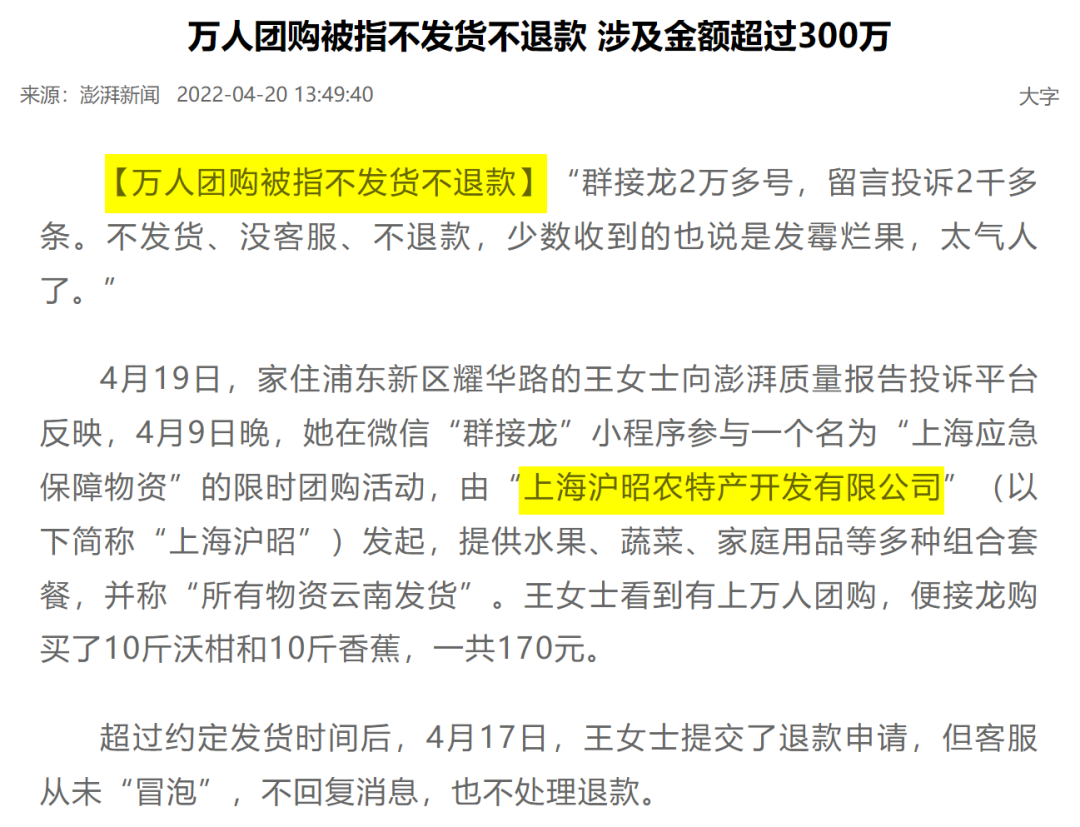 万人团购被指不发货不退款 涉及金额超过300万
来源：澎湃新闻 2022-04-20 13:49:40 大字
【万人团购被指不发货不退款】“群接龙2万多号，留言投诉2千多
条。不发货、没客服、不退款，少数收到的也说是发霉烂果，太气人
了。”
4月19日，家住浦东新区耀华路的王女士向澎湃质量报告投诉平台
反映，4月9日晚，她在微信“群接龙”小程序参与一个名为“上海应急
保障物资”的限时团购活动，由“上海沪昭农特产开发有限公司”（以
下简称“上海沪昭”）发起，提供水果、蔬菜、家庭用品等多种组合套
餐，并称“所有物资云南发货”。王女士看到有上万人团购，便接龙购
买了10斤沃柑和10斤香蕉，一共170元。
超过约定发货时间后，4月17日，王女士提交了退款申请，但客服
从未“冒泡”，不回复消息，也不处理退款。